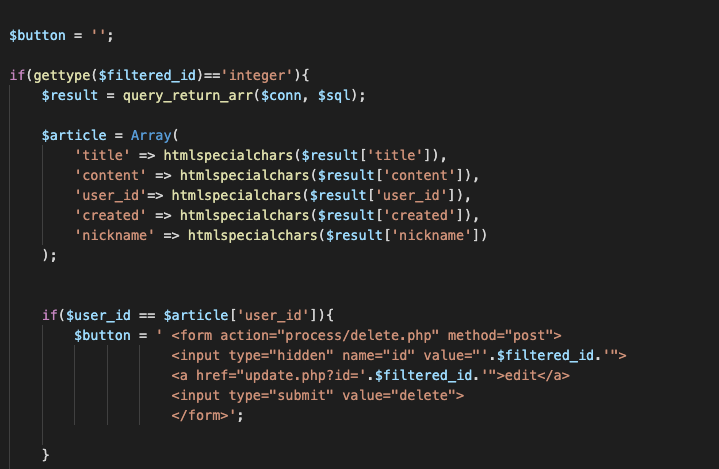 $button = '';
if(gettype($filtered_id)=='integer'){
$result = query_return_arr($conn, $sql);
$article = Array(
'title' => htmlspecialchars($result['title']),
'content' => htmlspecialchars($result['content']),
'user_id'=> htmlspecialchars($result['user_id']),
'created' => htmlspecialchars($result['created']),
'nickname' => htmlspecialchars($result['nickname'])
);
if($user_id == $article['user_id']){
$button = ' <form action="process/delete.php" method="post">
<input type="hidden" name="id" value="'.$filtered_id.'">
<a href="update.php?id='.$filtered_id.'">edit</a>
<input type="submit" value="delete">
</form>';
}